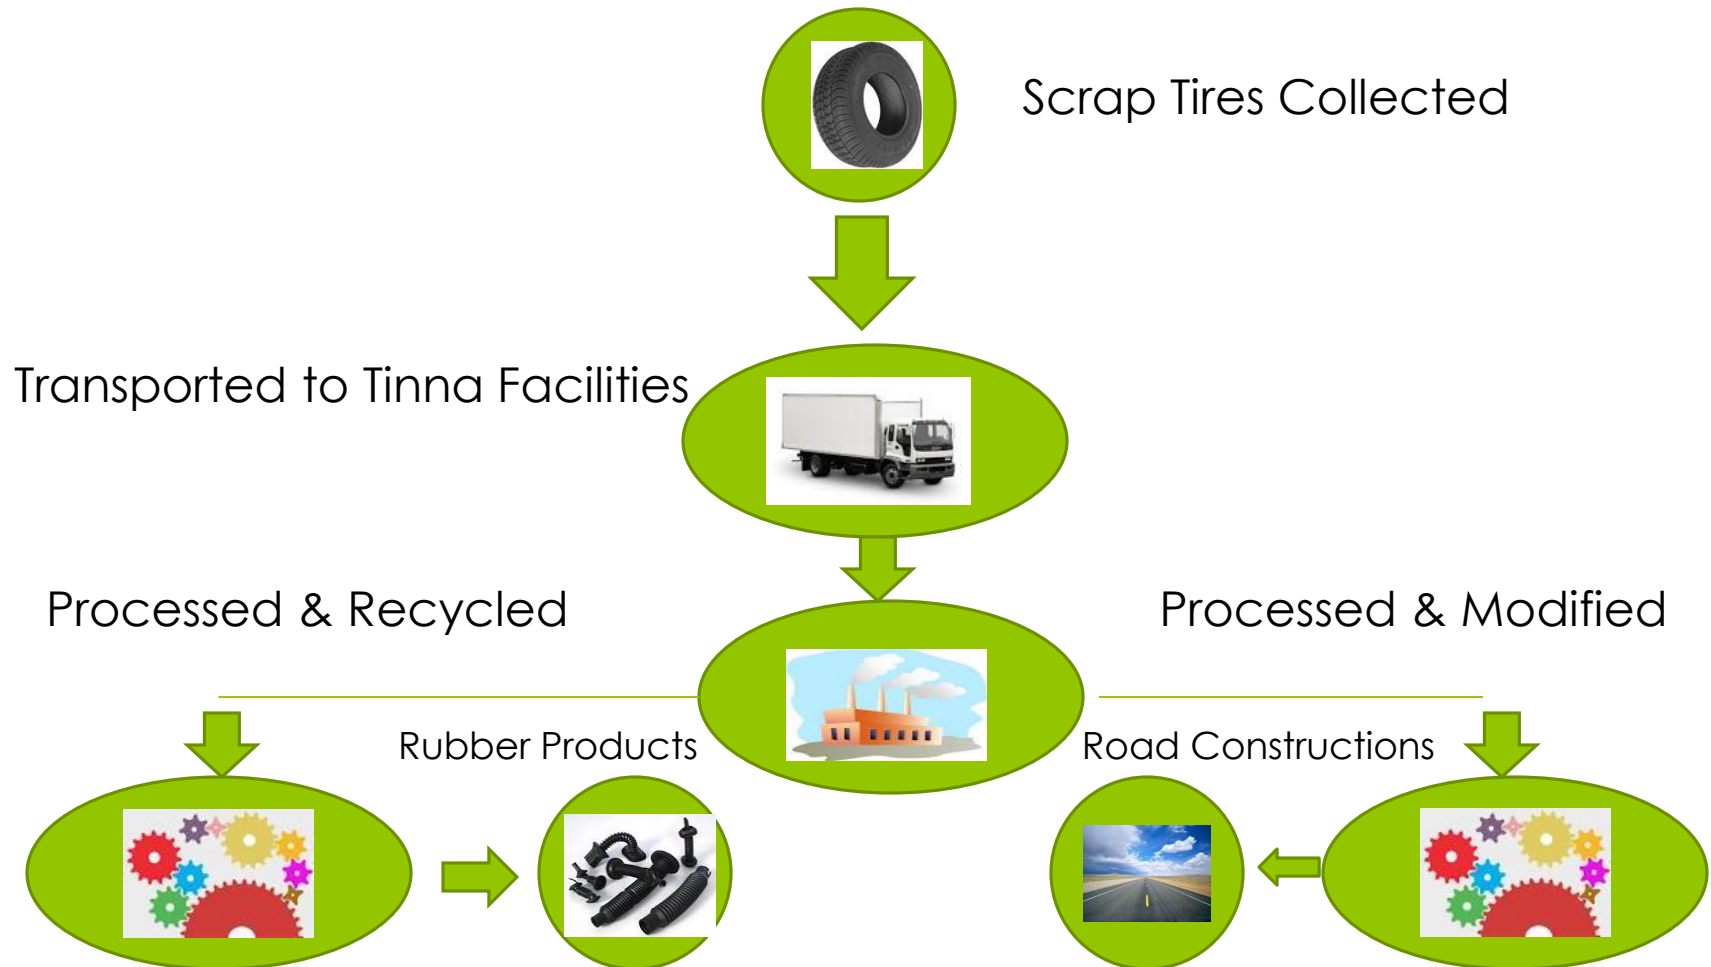 Scrap Tires Collected
Transported to Tinna Facilities
Processed & Recycled
Processed & Modified
Rubber Products
Road Constructions